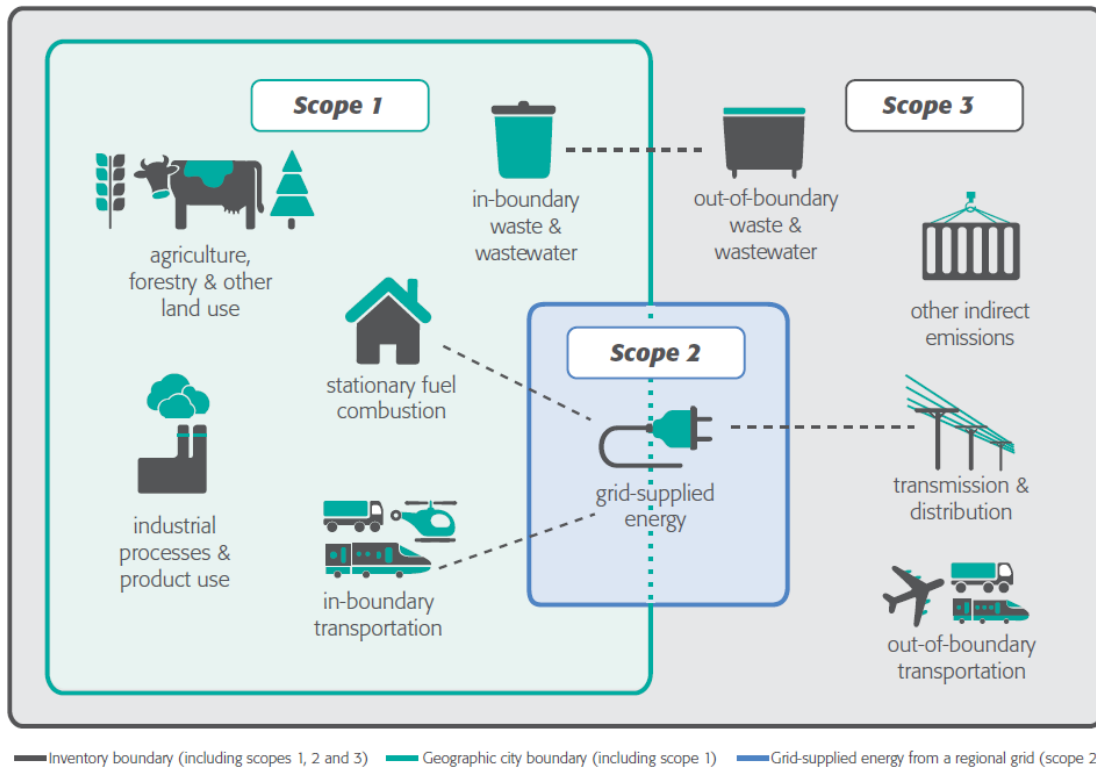 Scope 1
Scope 3
in-boundary
waste &
wastewater
out-of-boundary
waste &
wastewater
agriculture,
forestry & other
land use
other indirect
emissions
Scope 2
stationary fuel
combustion
grid-supplied
energy
transmission &
distribution
industrial
processes &
product use
in-boundary
transportation
out-of-boundary
transportation
Inventory boundary (including scopes 1, 2 and 3)
Geographic city boundary (including scope 1)
Grid-supplied energy from a regional grid (scope 2